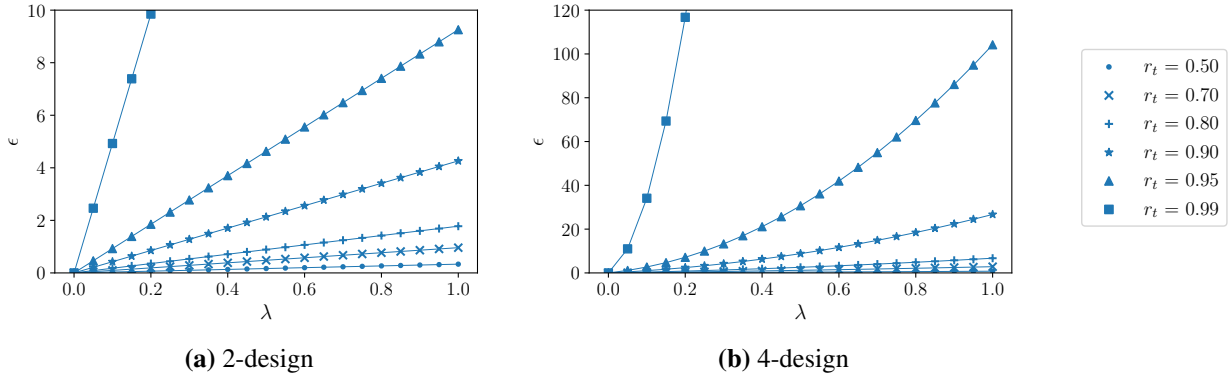 10
8
6
4
2
0
ϵ
0.0 0.2 0.4 0.6 0.8 1.0
λ
(a) 2-design
120
100
80
60
40
20
0
ϵ
0.0 0.2 0.4 0.6 0.8 1.0
λ
(b) 4-design
r_t = 0.50
r_t = 0.70
r_t = 0.80
r_t = 0.90
r_t = 0.95
r_t = 0.99